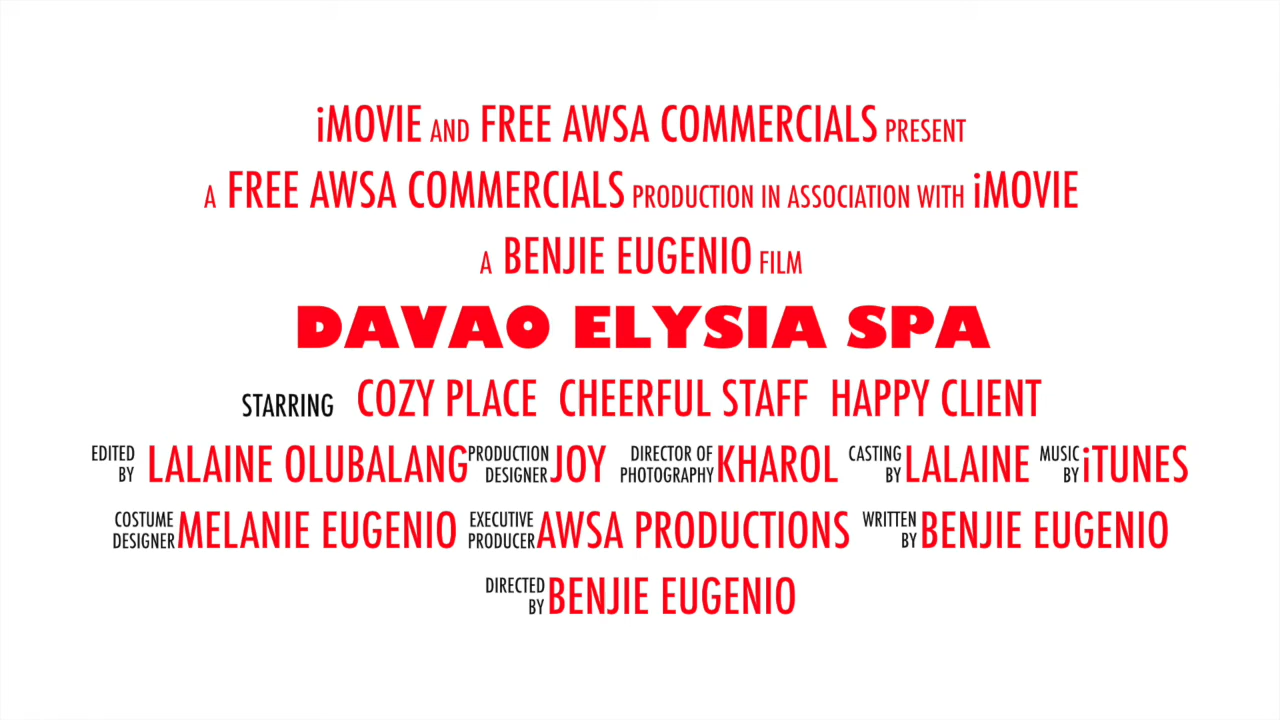 iMOVIE AND FREE AWSA COMMERCIALS PRESENT
A FREE AWSA COMMERCIALS PRODUCTION IN ASSOCIATION WITH iMOVIE
A BENJIE EUGENIO FILM
DAVAO ELYSIA SPA
STARRING COZY PLACE CHEERFUL STAFF HAPPY CLIENT
EDITED BY LALAINE OLUBALANG PRODUCTION DESIGNER JOY DIRECTOR OF PHOTOGRAPHY KHAROL CASTING BY LALAINE MUSIC BY iTUNES
COSTUME DESIGNER MELANIE EUGENIO EXECUTIVE PRODUCER AWSA PRODUCTIONS WRITTEN BY BENJIE EUGENIO
DIRECTED BY BENJIE EUGENIO